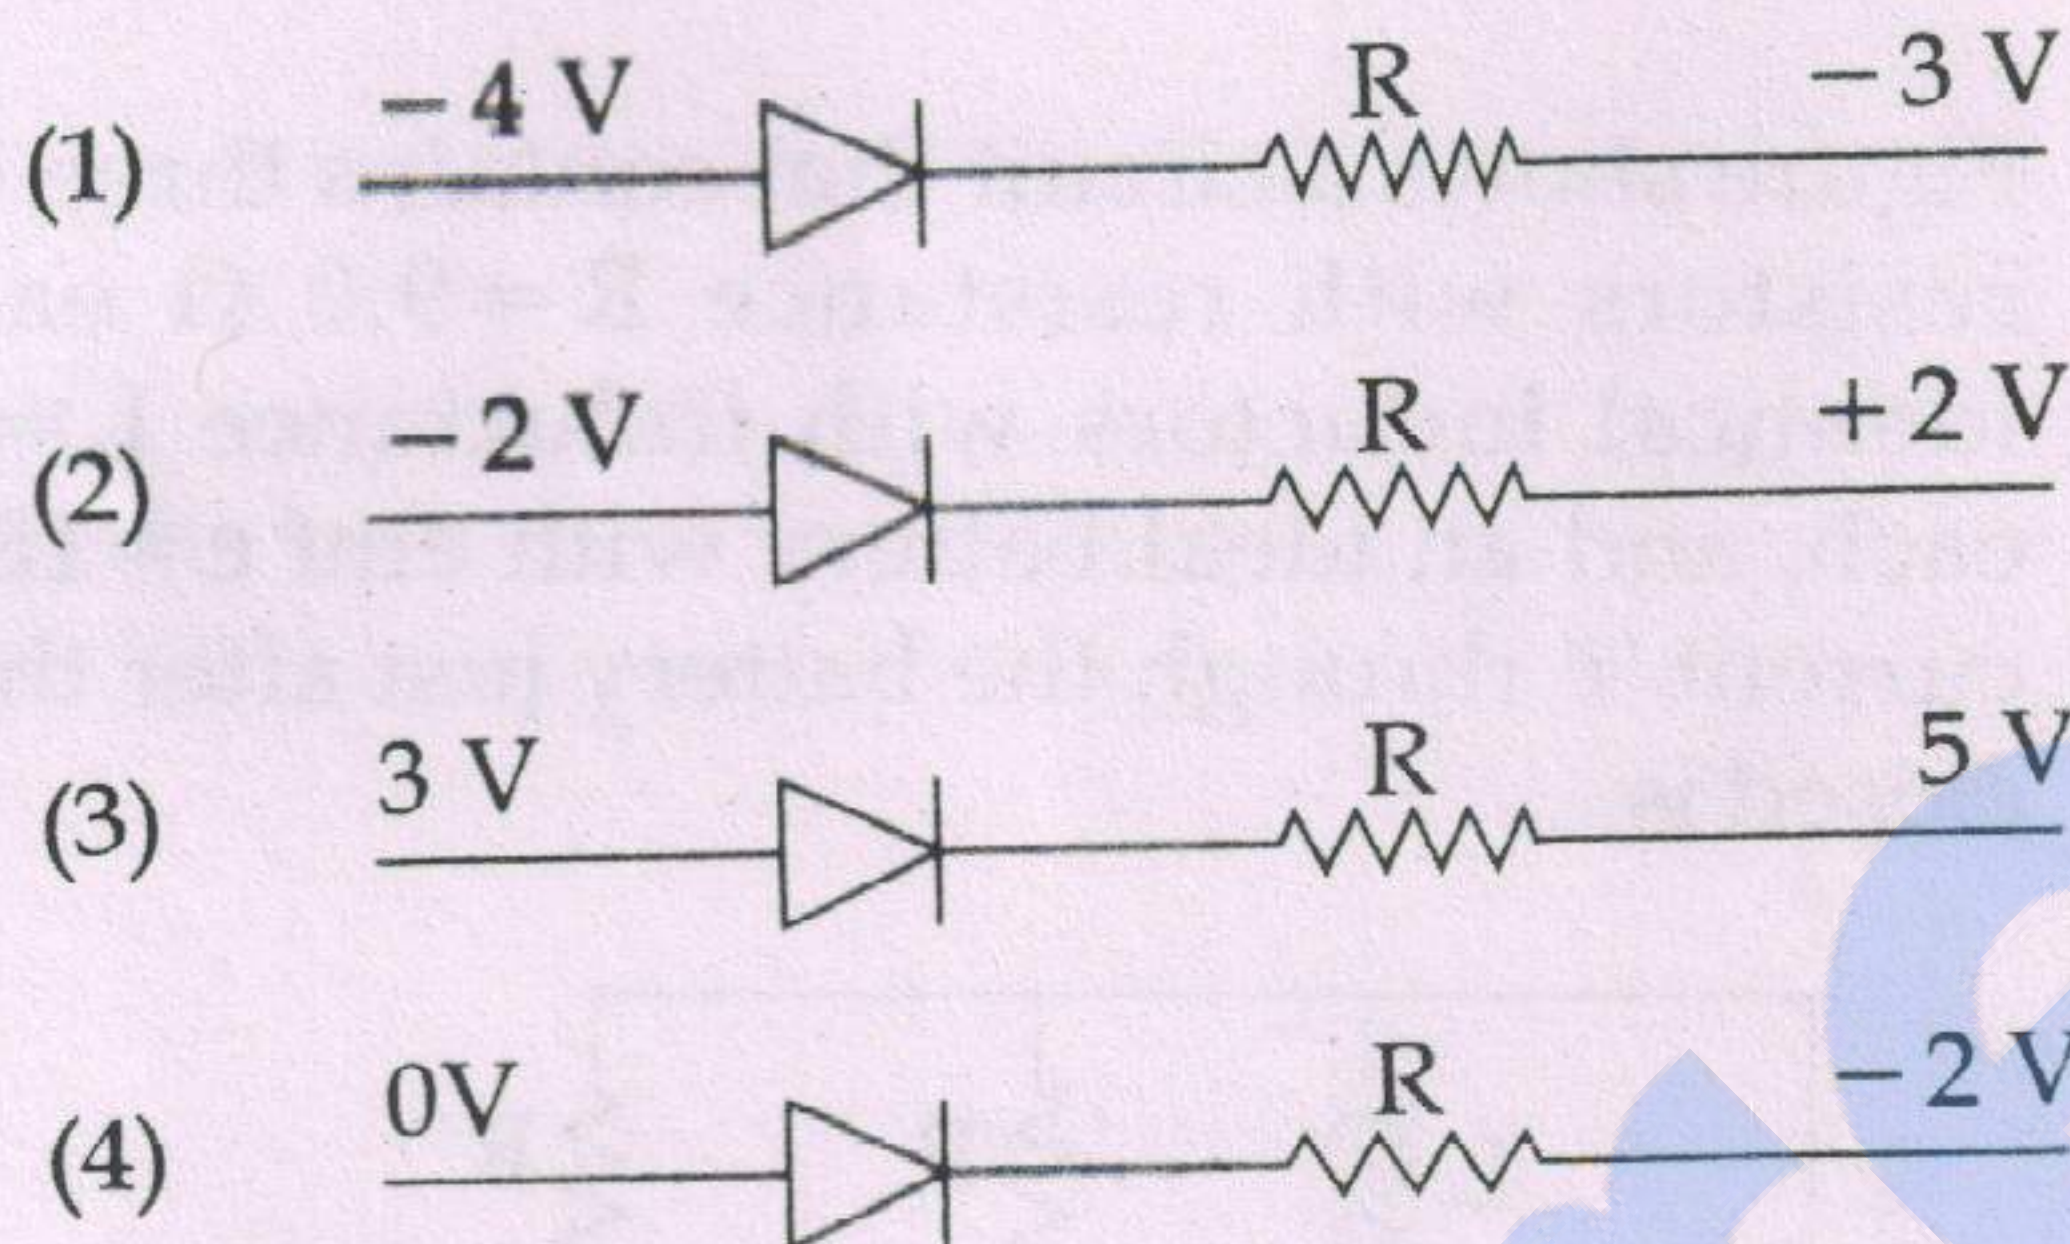 (1) – 4 V R – 3 V
(2) – 2 V R + 2 V
(3) 3 V R 5 V
(4) 0V R – 2 V